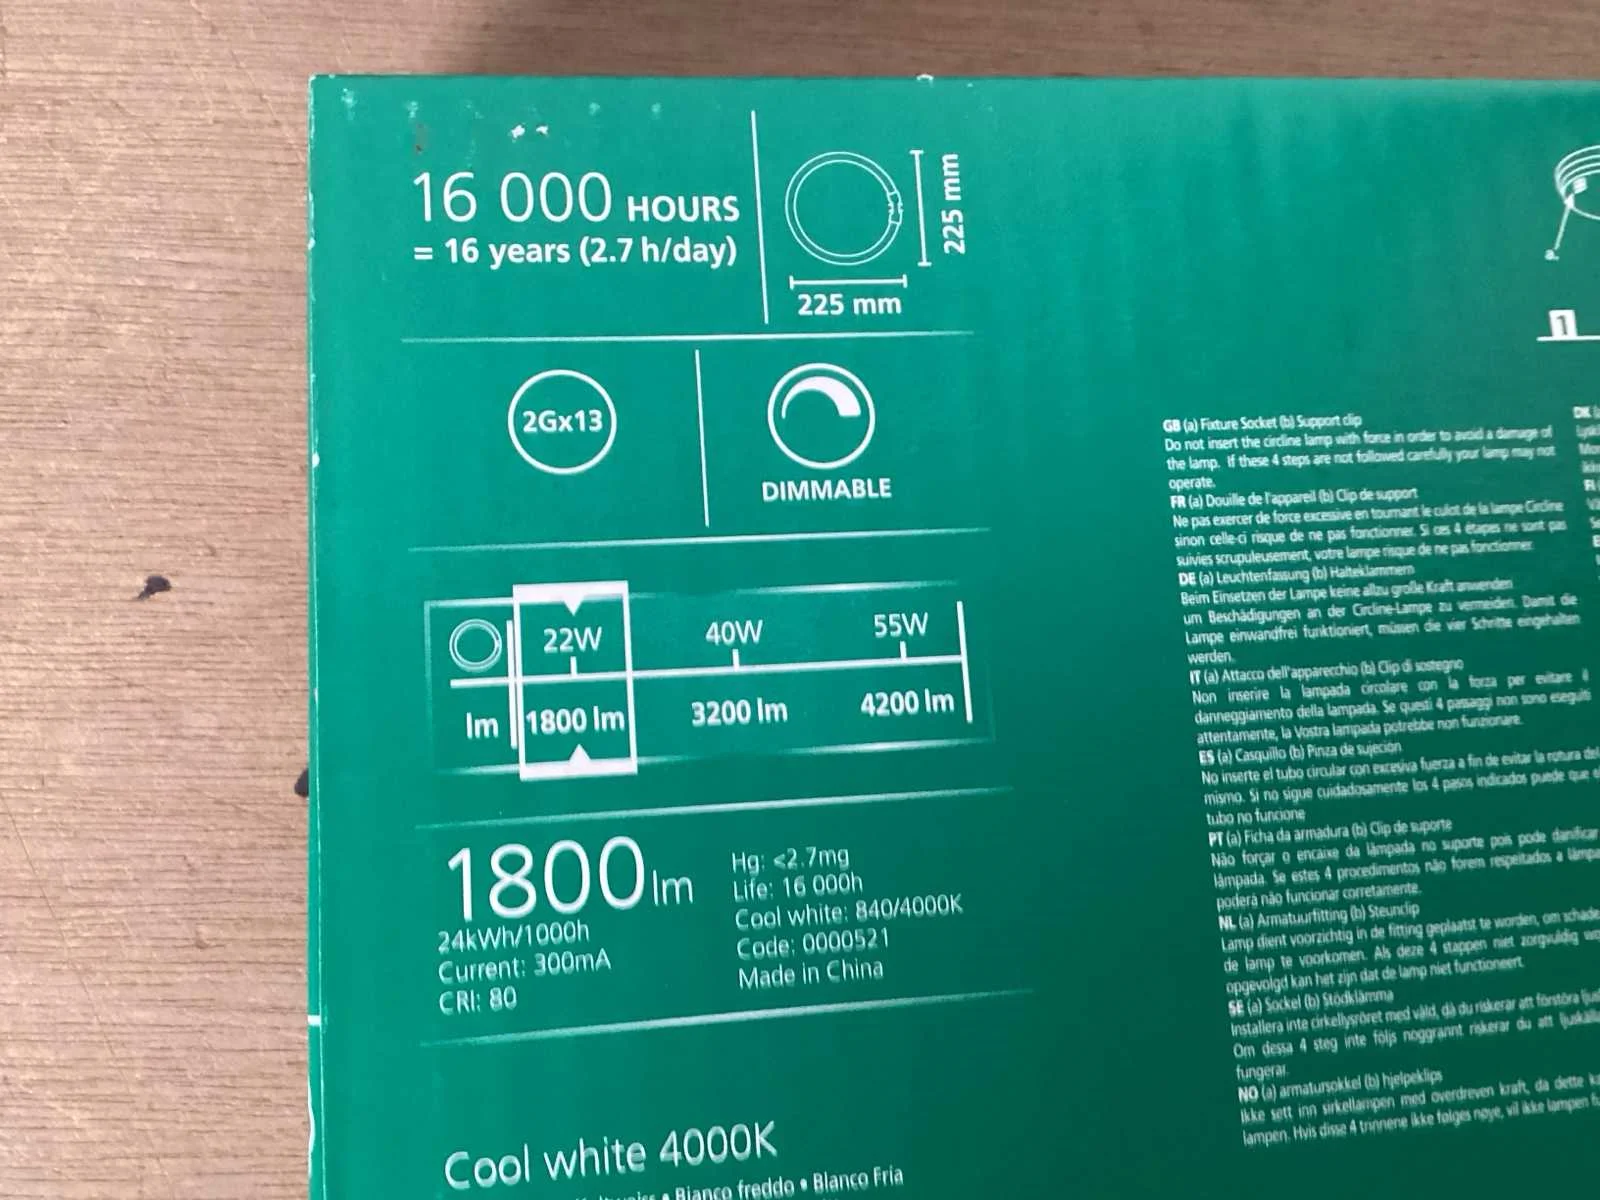 16 000 HOURS
= 16 years (2.7 h/day)
225 mm
225 mm
2Gx13
DIMMABLE
22W 40W 55W
lm 1800 lm 3200 lm 4200 lm
1800lm
24kWh/1000h
Current: 300mA
CRI: 80
Hg: <2.7mg
Life: 16 000h
Cool white: 840/4000K
Code: 0000521
Made in China
Cool white 4000K
• Bianco freddo • Blanco Fria
a.
1
GB (a) Fixture Socket (b) Support clip
Do not insert the circline lamp with force in order to avoid a damage of
the lamp. If these 4 steps are not followed carefully your lamp may not
operate.
FR (a) Douille de l'appareil (b) Clip de support
Ne pas exercer de force excessive en tournant le culot de la lampe Circline
sinon celle-ci risque de ne pas fonctionner. Si ces 4 étapes ne sont pas
suivies scrupuleusement, votre lampe risque de ne pas fonctionner.
DE (a) Leuchtenfassung (b) Halteklammern
Beim Einsetzen der Lampe keine allzu große Kraft anwenden
um Beschädigungen an der Circline-Lampe zu vermeiden. Damit die
Lampe einwandfrei funktioniert, müssen die vier Schritte eingehalten
werden.
IT (a) Attacco dell'apparecchio (b) Clip di sostegno
Non inserire la lampada circolare con la forza per evitare il
danneggiamento della lampada. Se questi 4 passaggi non sono eseguiti
attentamente, la Vostra lampada potrebbe non funzionare.
ES (a) Casquillo (b) Pinza de sujeción
No inserte el tubo circular con excesiva fuerza a fin de evitar la rotura del
mismo. Si no sigue cuidadosamente los 4 pasos indicados puede que el
tubo no funcione
PT (a) Ficha da armadura (b) Clip de suporte
Não forçar o encaixe da lâmpada no suporte pois pode danificar
lâmpada. Se estes 4 procedimentos não forem respeitados a
poderá não funcionar corretamente.
NL (a) Armatuurfitting (b) Steunclip
Lamp dient voorzichtig in de fitting geplaatst te worden, om
de lamp te voorkomen. Als deze 4 stappen niet zorgvuldig
opgevolgd kan het zijn dat de lamp niet functioneert.
SE (a) Sockel (b) Stödklämma
Installera inte cirkellysröret med våld, då du riskerar att förstöra
Om dessa 4 steg inte följs noggrannt riskerar du att
fungerar.
NO (a) armatursokkel (b) hjelpeklips
Ikke sett inn sirkellampen med overdreven kraft, da dette
lampen. Hvis disse 4 trinnene ikke følges nøye, vil ikke lampen
DK
FI